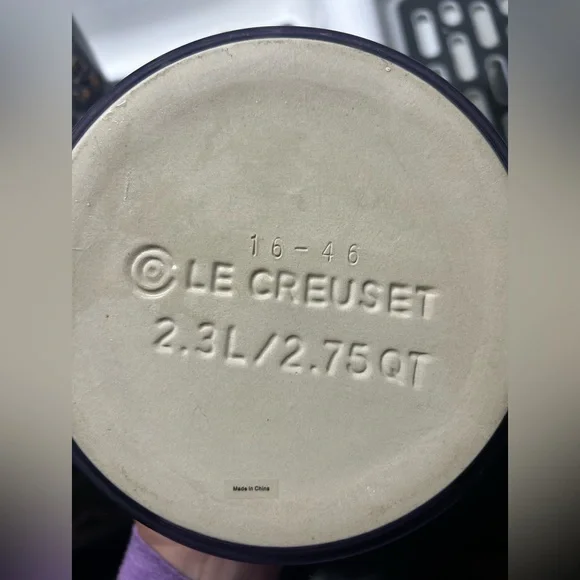 16-46
LE CREUSET
2.3L/2.75QT
Made in China